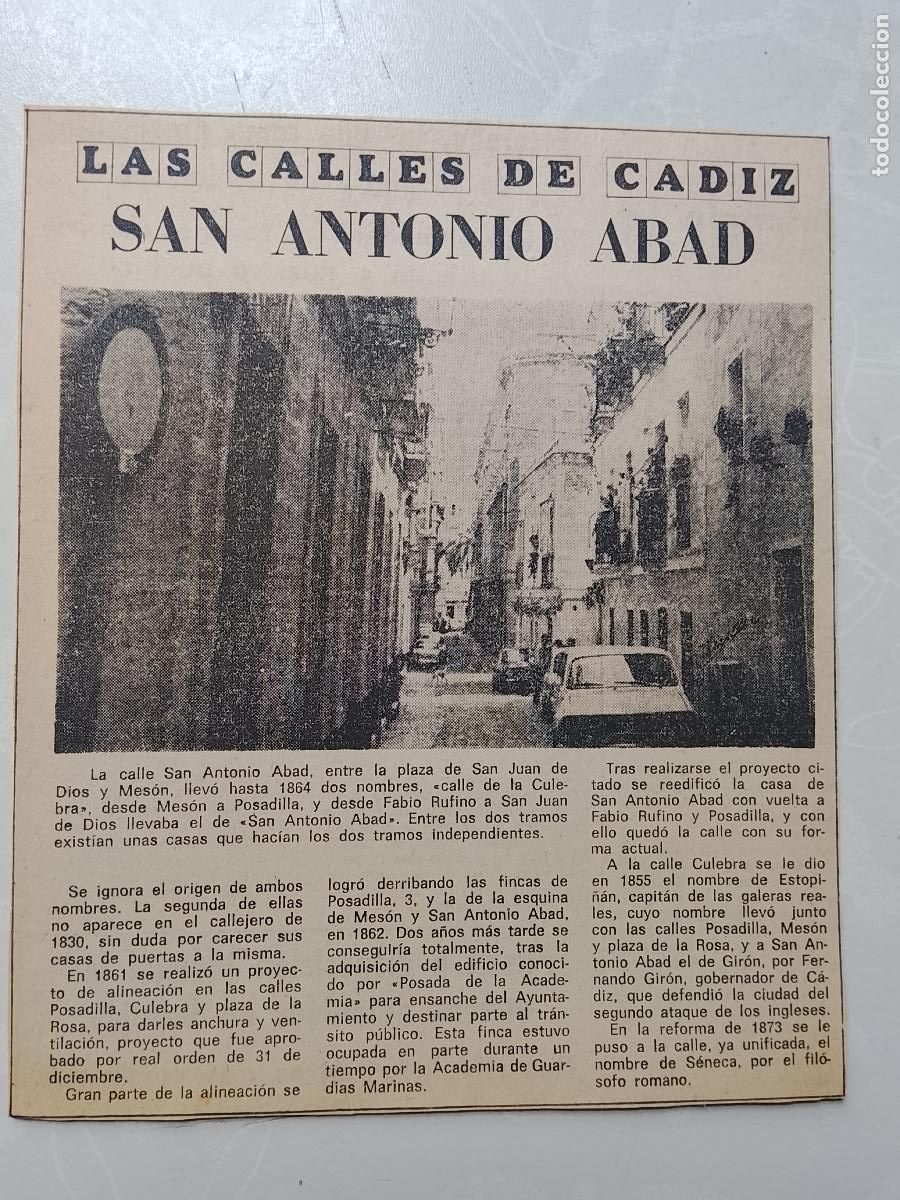 LAS CALLES DE CADIZ
SAN ANTONIO ABAD
La calle San Antonio Abad, entre la plaza de San Juan de
Dios y Mesón, llevó hasta 1864 dos nombres, «calle de la Cule-
bra», desde Mesón a Posadilla, y desde Fabio Rufino a San Juan
de Dios llevaba el de «San Antonio Abad». Entre los dos tramos
existían unas casas que hacían los dos tramos independientes.
Se ignora el origen de ambos
nombres. La segunda de ellas
no aparece en el callejero de
1830, sin duda por carecer sus
casas de puertas a la misma.
En 1861 se realizó un proyec-
to de alineación en las calles
Posadilla, Culebra y plaza de la
Rosa, para darles anchura y ven-
tilación, proyecto que fue apro-
bado por real orden de 31 de
diciembre.
Gran parte de la alineación se
logró derribando las fincas de
Posadilla, 3, y la de la esquina
de Mesón y San Antonio Abad,
en 1862. Dos años más tarde se
conseguiría totalmente, tras la
adquisición del edificio conoci-
do por «Posada de la Acade-
mia» para ensanche del Ayunta-
miento y destinar parte al trán-
sito público. Esta finca estuvo
ocupada en parte durante un
tiempo por la Academia de Guar-
dias Marinas.
Tras realizarse el proyecto ci-
tado se reedificó la casa de
San Antonio Abad con vuelta a
Fabio Rufino y Posadilla, y con
ello quedó la calle con su for-
ma actual.
A la calle Culebra se le dio
en 1855 el nombre de Estopi-
ñán, capitán de las galeras rea-
les, cuyo nombre llevó junto
con las calles Posadilla, Mesón
y plaza de la Rosa, y a San An-
tonio Abad el de Girón, por Fer-
nando Girón, gobernador de Cá-
diz, que defendió la ciudad del
segundo ataque de los ingleses.
En la reforma de 1873 se le
puso a la calle, ya unificada, el
nombre de Séneca, por el filó-
sofo romano.
todocoleccion